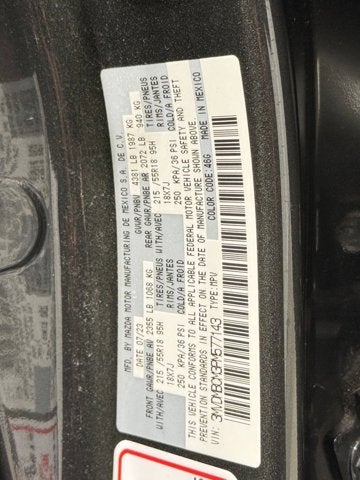 MFD. BY MAZDA MOTOR MANUFACTURING DE MEXICO S.A. DE C.V.
DATE: 07/23 GVWR/PNBV 4381 LB 1987 KG
FRONT GAWR/PNBE AV 2355 LB 1068 KG REAR GAWR/PNBE AR 2072 LB 940 KG
WITH/AVEC 215/55R18 95H TIRES/PNEUS WITH/AVEC 215/55R18 95H TIRES/PNEUS
18X7J RIMS/JANTES 18X7J RIMS/JANTES
250 KPA/36 PSI COLD/A FROID 250 KPA/36 PSI COLD/A FROID
THIS VEHICLE CONFORMS TO ALL APPLICABLE FEDERAL MOTOR VEHICLE SAFETY AND THEFT
PREVENTION STANDARDS IN EFFECT ON THE DATE OF MANUFACTURE SHOWN ABOVE.
VIN: TYPE: MPV COLOR CODE: 46G MADE IN MEXICO